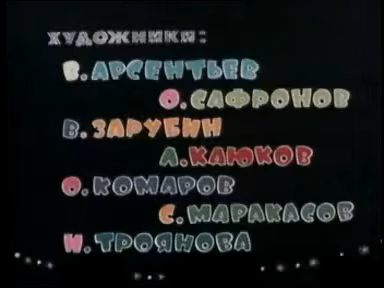 ХУДОЖНИКИ:
В. АРСЕНТЬЕВ
О. САФРОНОВ
В. ЗАРУБИН
Л. КАЮКОВ
О. КОМАРОВ
С. МАРАКАСОВ
И. ТРОЯНОВА